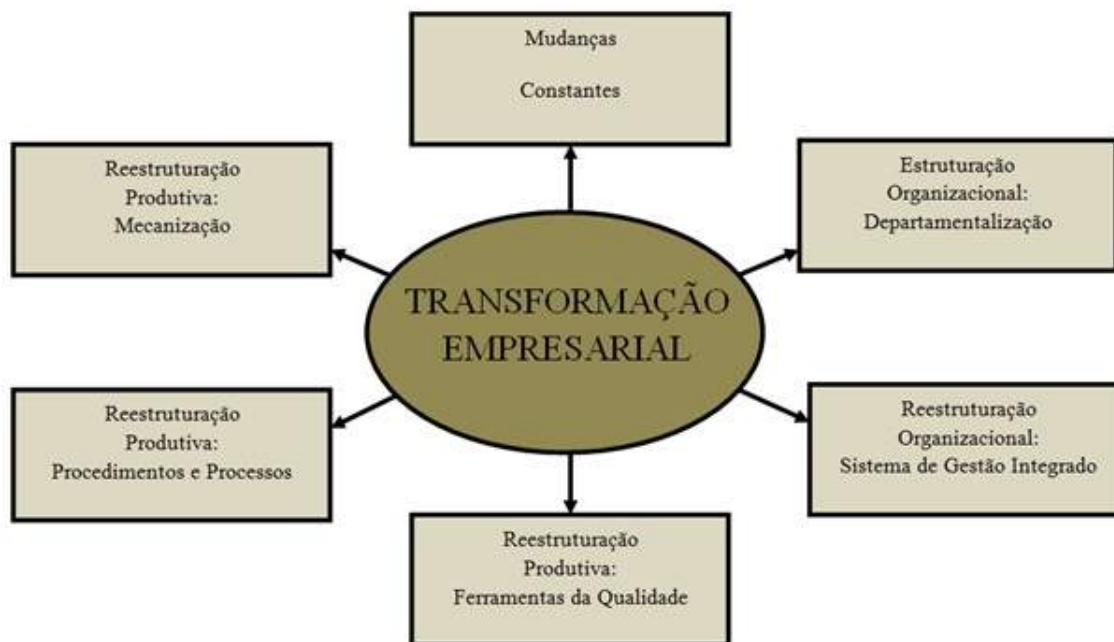 Mudanças
Constantes
Reestruturação
Produtiva:
Mecanização
Estruturação
Organizacional:
Departamentalização
TRANSFORMAÇÃO
EMPRESARIAL
Reestruturação
Produtiva:
Procedimentos e Processos
Reestruturação
Organizacional:
Sistema de Gestão Integrado
Reestruturação
Produtiva:
Ferramentas da Qualidade